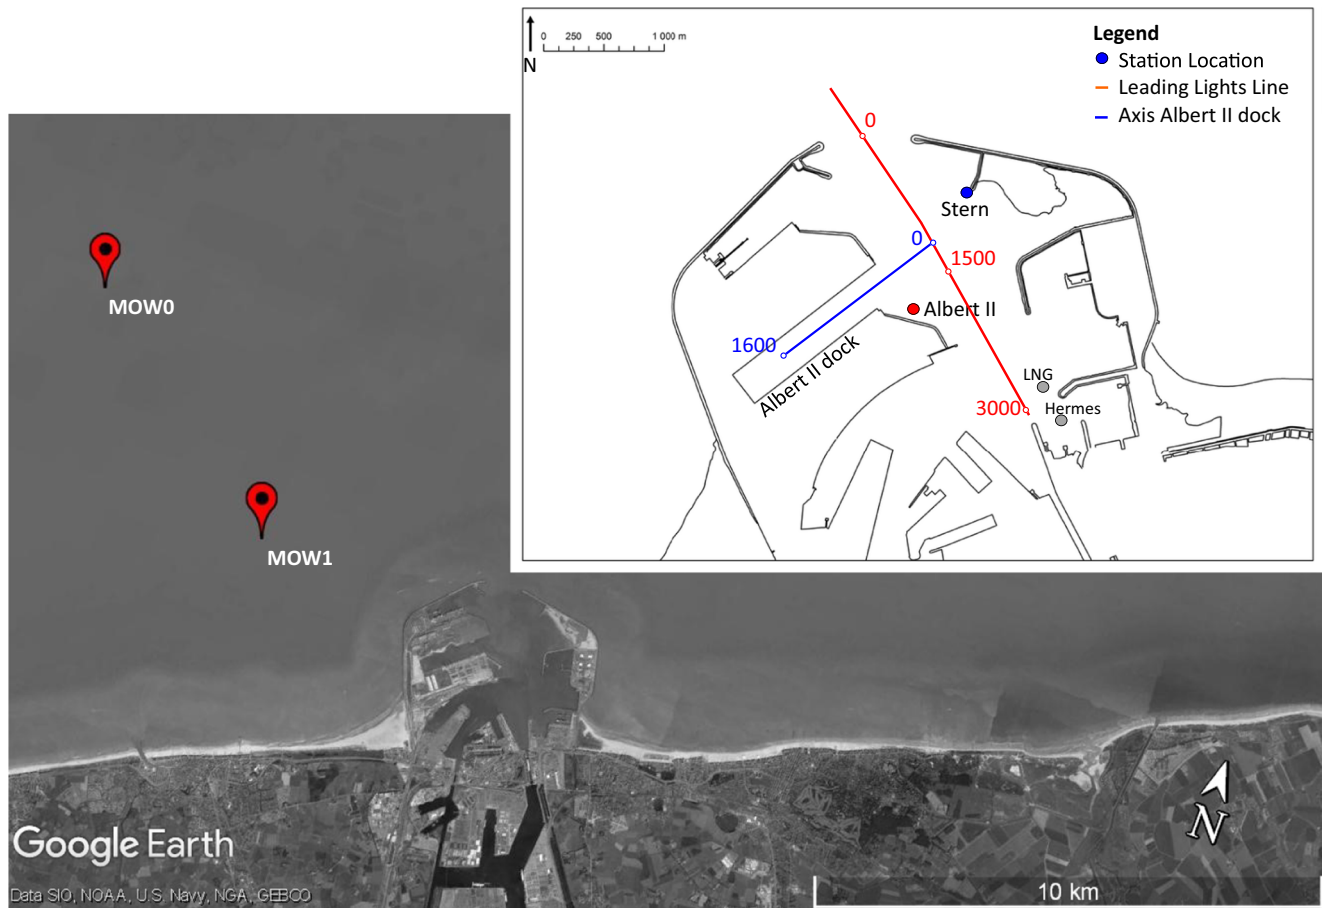 0 250 500 1 000 m
N
Legend
Station Location
Leading Lights Line
Axis Albert II dock
0
Stern
0
1500
Albert II
1600
Albert II dock
LNG
3000
Hermes
MOW0
MOW1
N
Google Earth
Data SIO, NOAA, U.S. Navy, NGA, GEBCO
10 km